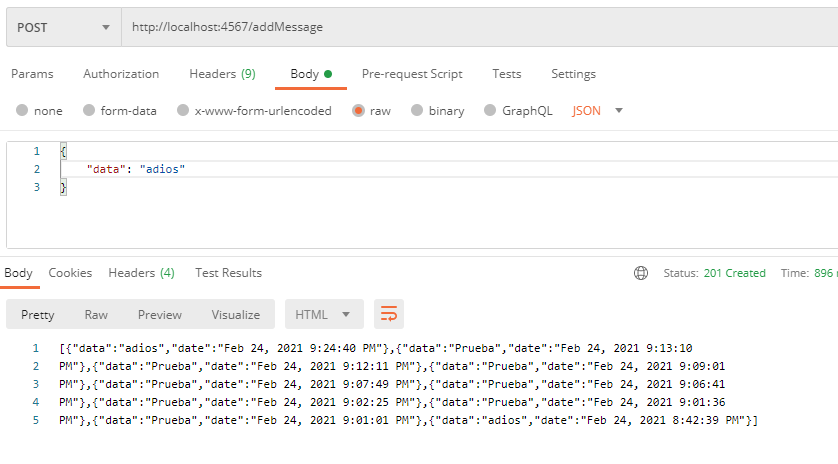 POST http://localhost:4567/addMessage
Params Authorization Headers (9) Body Pre-request Script Tests Settings
none form-data x-www-form-urlencoded raw binary GraphQL JSON
1 {
2 "data": "adios"
3 }
Body Cookies Headers (4) Test Results Status: 201 Created Time: 896
Pretty Raw Preview Visualize HTML
1 [{"data":"adios","date":"Feb 24, 2021 9:24:40 PM"},{"data":"Prueba","date":"Feb 24, 2021 9:13:10
2 PM"},{"data":"Prueba","date":"Feb 24, 2021 9:12:11 PM"},{"data":"Prueba","date":"Feb 24, 2021 9:09:01
3 PM"},{"data":"Prueba","date":"Feb 24, 2021 9:07:49 PM"},{"data":"Prueba","date":"Feb 24, 2021 9:06:41
4 PM"},{"data":"Prueba","date":"Feb 24, 2021 9:02:25 PM"},{"data":"Prueba","date":"Feb 24, 2021 9:01:36
5 PM"},{"data":"Prueba","date":"Feb 24, 2021 9:01:01 PM"},{"data":"adios","date":"Feb 24, 2021 8:42:39 PM"}]